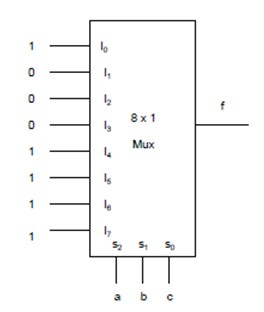 1 I₀
0 I₁
0 I₂
f
0 I₃ 8 x 1
1 I₄ Mux
1 I₅
1 I₆
1 I₇
S₂ S₁ S₀
a b c